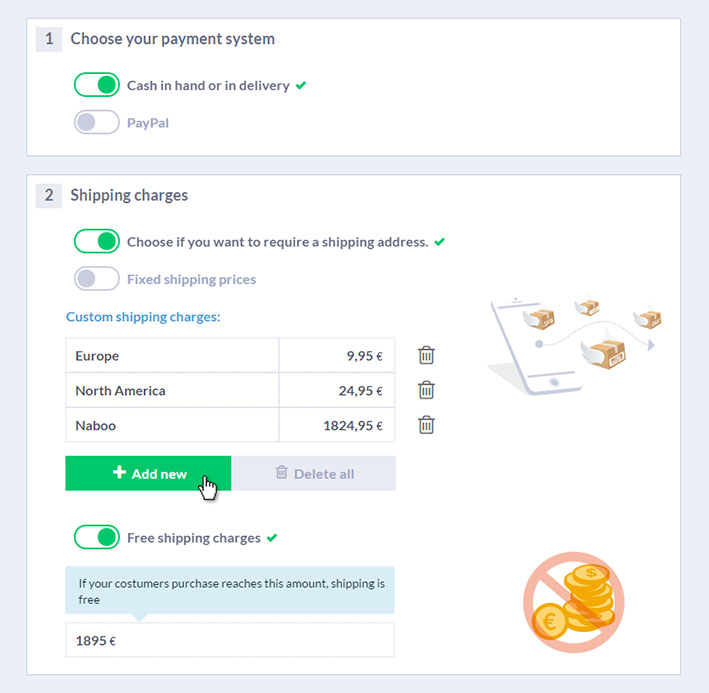 1 Choose your payment system
Cash in hand or in delivery
PayPal
2 Shipping charges
Choose if you want to require a shipping address.
Fixed shipping prices
Custom shipping charges:
Europe 9,95 €
North America 24,95 €
Naboo 1824,95 €
Add new Delete all
Free shipping charges
If your costumers purchase reaches this amount, shipping is
free
$
€
1895 €